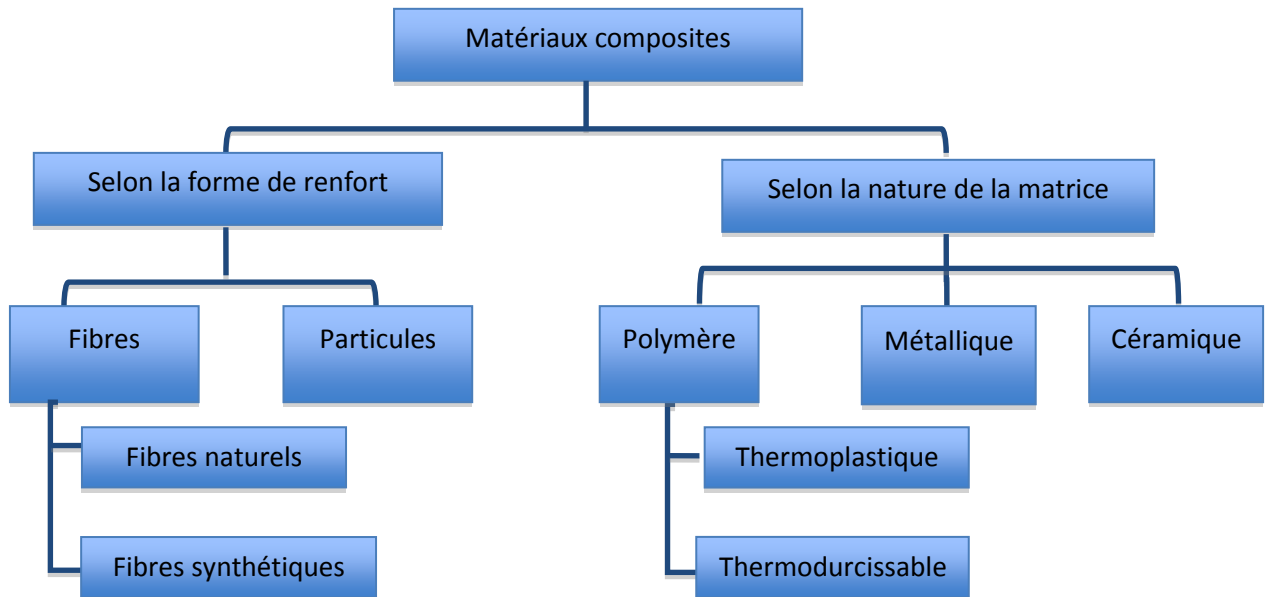 Matériaux composites
Selon la forme de renfort
Selon la nature de la matrice
Fibres
Particules
Polymère
Métallique
Céramique
Fibres naturels
Thermoplastique
Fibres synthétiques
Thermodurcissable